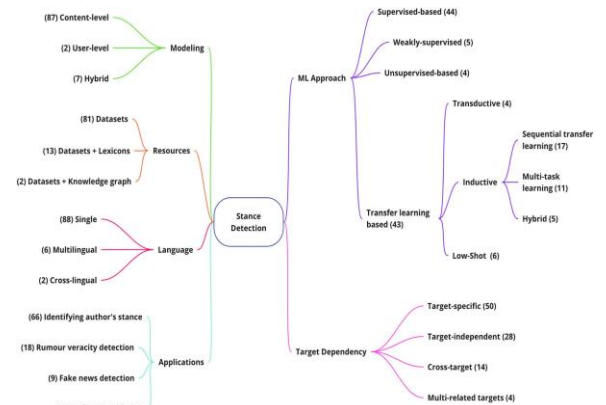 (87) Content-level
(2) User-level
(7) Hybrid
Modeling
(81) Datasets
(13) Datasets + Lexicons
(2) Datasets + Knowledge graph
Resources
(88) Single
(6) Multilingual
(2) Cross-lingual
Language
(66) Identifying author's stance
(18) Rumour veracity detection
(9) Fake news detection
Applications
Stance
Detection
ML Approach
Supervised-based (44)
Weakly-supervised (5)
Unsupervised-based (4)
Transfer learning
based (43)
Transductive (4)
Inductive
Sequential transfer
learning (17)
Multi-task
learning (11)
Hybrid (5)
Low-Shot (6)
Target Dependency
Target-specific (50)
Target-independent (28)
Cross-target (14)
Multi-related targets (4)